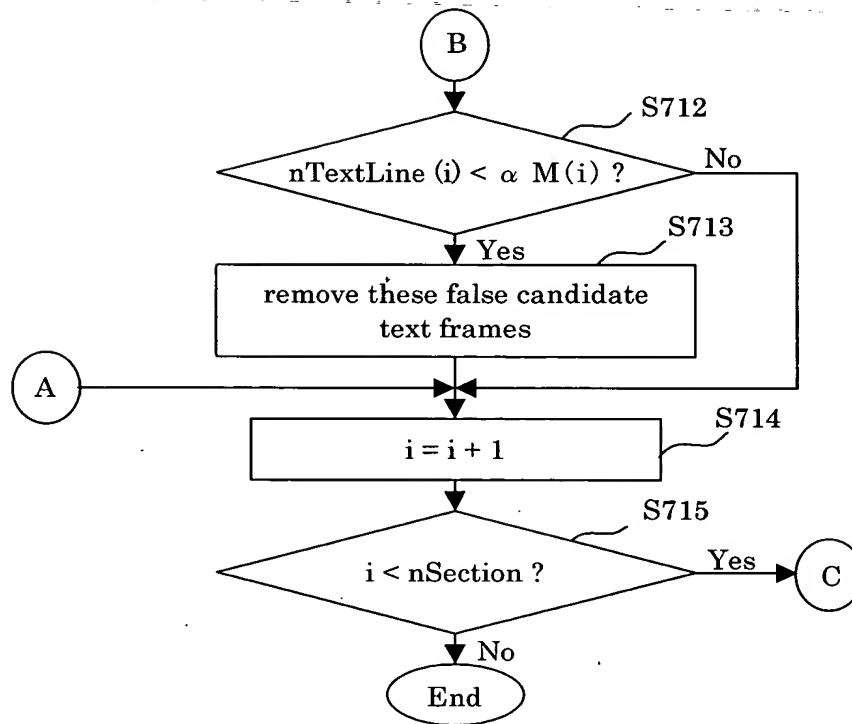 B
S712
nTextLine (i) < α M(i) ?
No
Yes
S713
remove these false candidate
text frames
A
S714
i = i + 1
S715
i < nSection ?
Yes
C
No
End